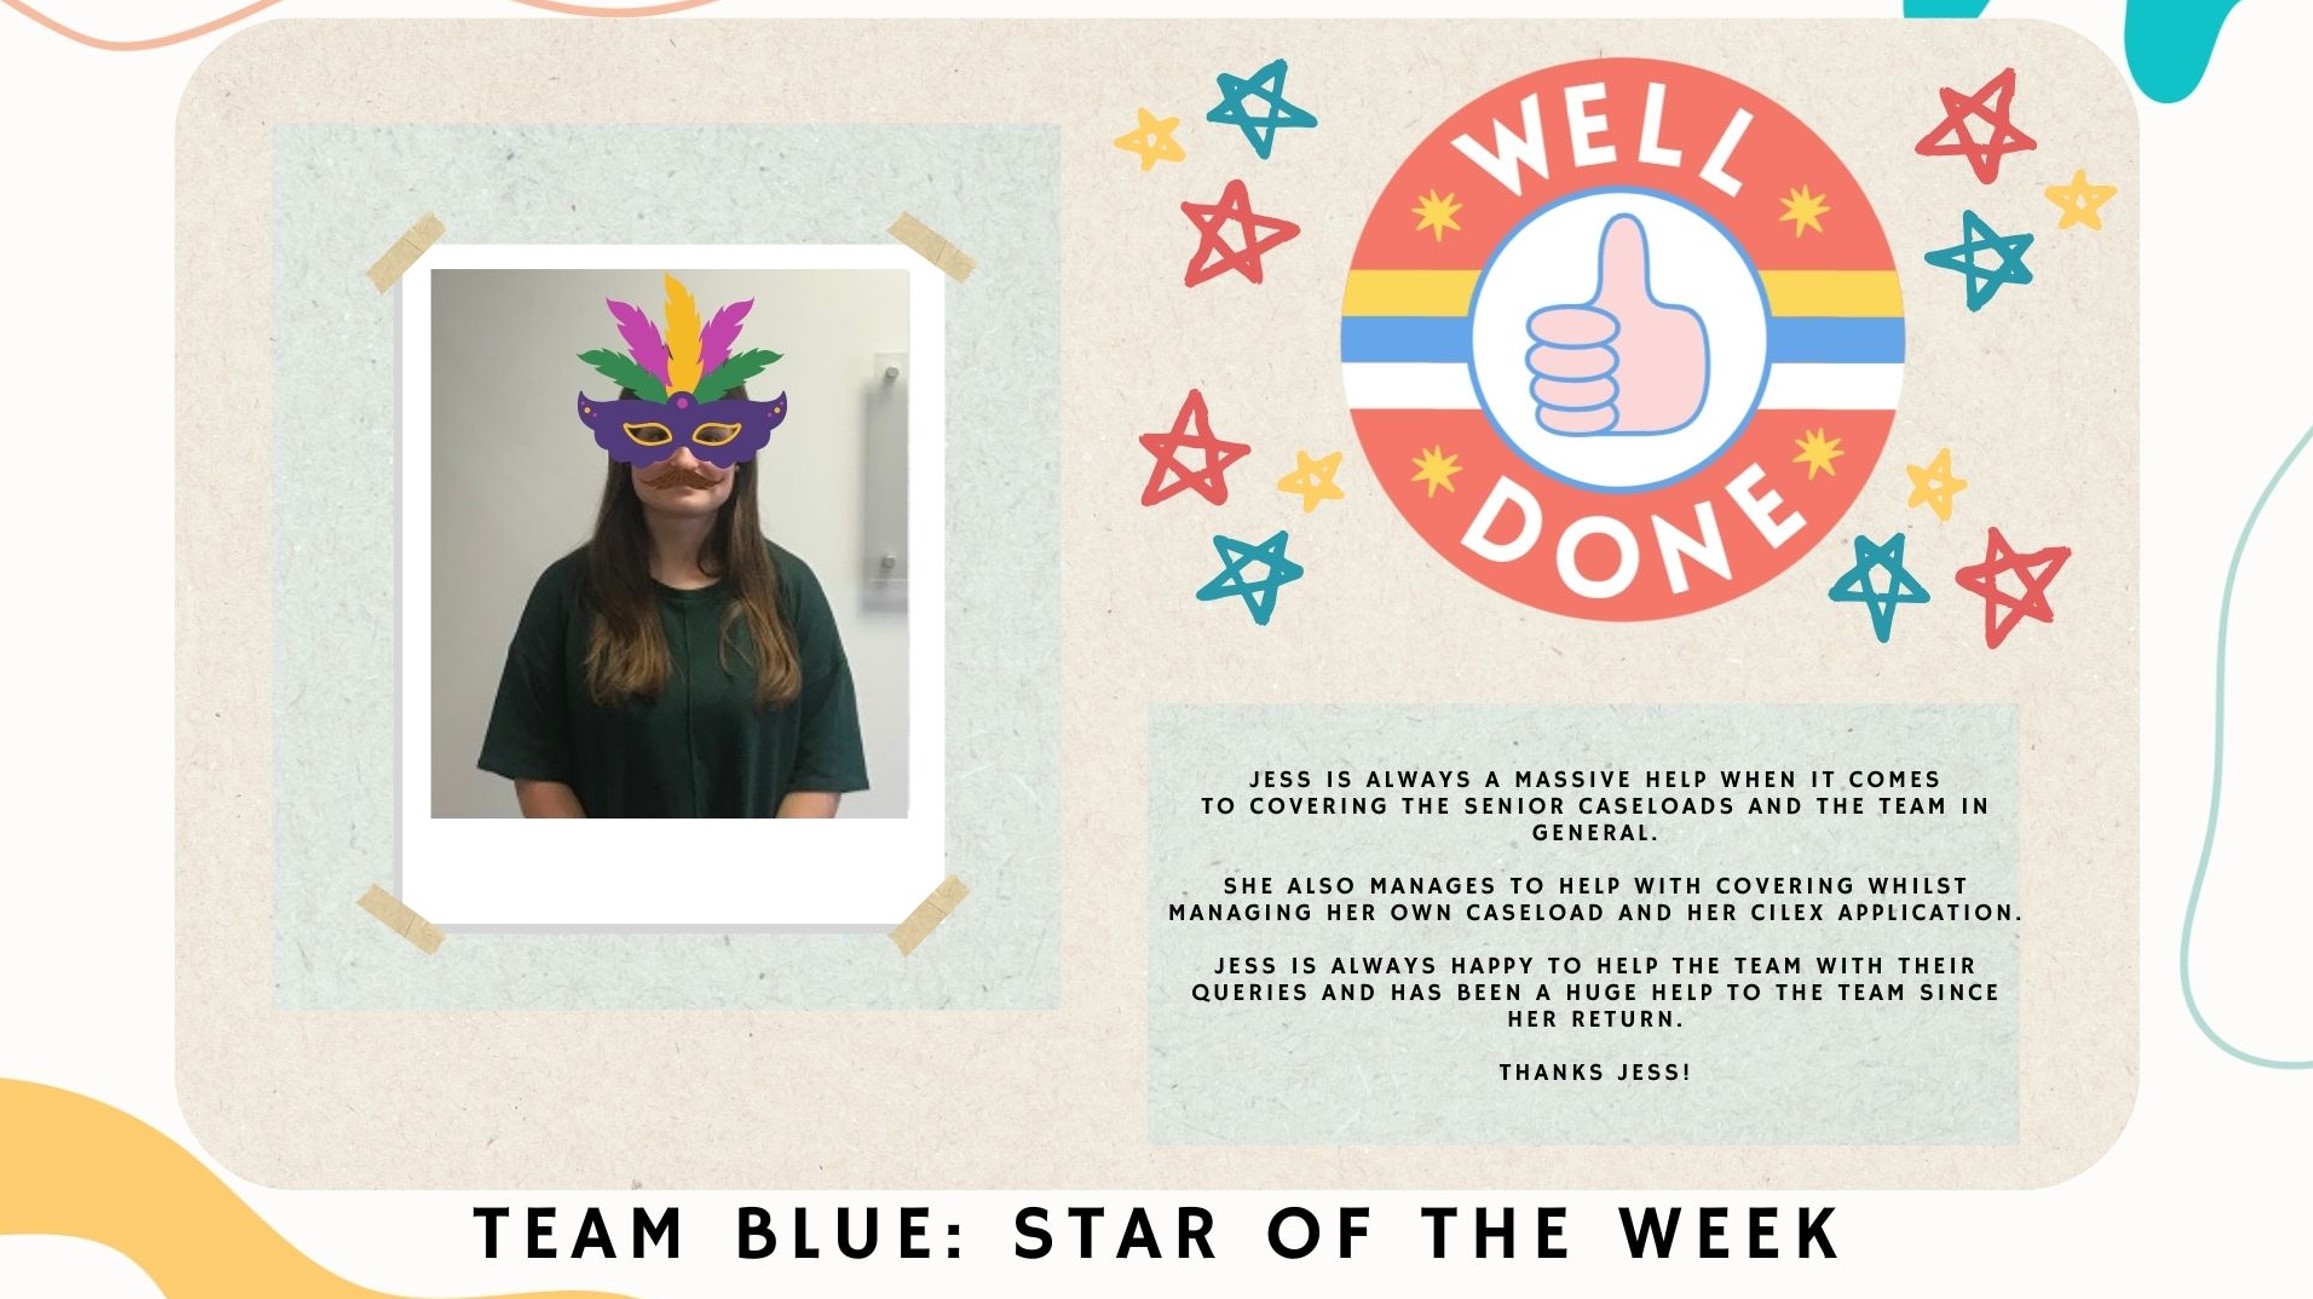 WELL
DONE
JESS IS ALWAYS A MASSIVE HELP WHEN IT COMES
TO COVERING THE SENIOR CASELOADS AND THE TEAM IN
GENERAL.
SHE ALSO MANAGES TO HELP WITH COVERING WHILST
MANAGING HER OWN CASELOAD AND HER CILEX APPLICATION.
JESS IS ALWAYS HAPPY TO HELP THE TEAM WITH THEIR
QUERIES AND HAS BEEN A HUGE HELP TO THE TEAM SINCE
HER RETURN.
THANKS JESS!
TEAM BLUE: STAR OF THE WEEK